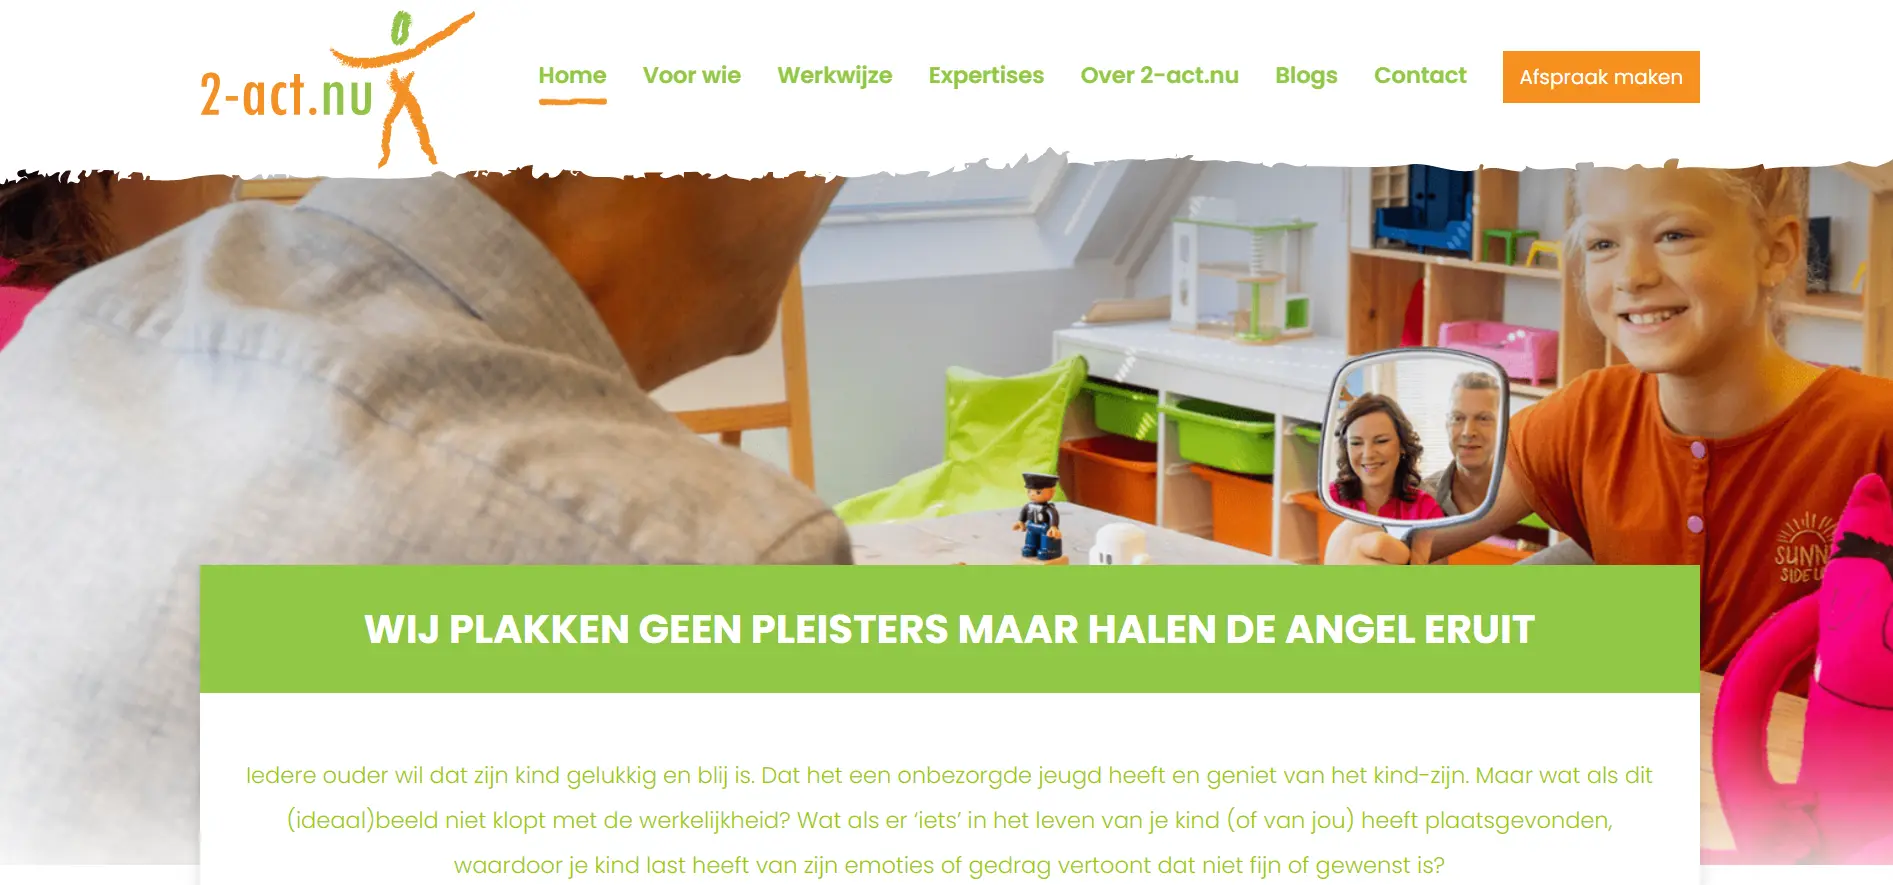 2-act.nu
Home
Voor wie
Werkwijze
Expertises
Over 2-act.nu
Blogs
Contact
Afspraak maken
SUNN
SIDE U
WIJ PLAKKEN GEEN PLEISTERS MAAR HALEN DE ANGEL ERUIT
Iedere ouder wil dat zijn kind gelukkig en blij is. Dat het een onbezorgde jeugd heeft en geniet van het kind-zijn. Maar wat als dit
(ideaal)beeld niet klopt met de werkelijkheid? Wat als er ‘iets’ in het leven van je kind (of van jou) heeft plaatsgevonden,
waardoor je kind last heeft van zijn emoties of gedrag vertoont dat niet fijn of gewenst is?